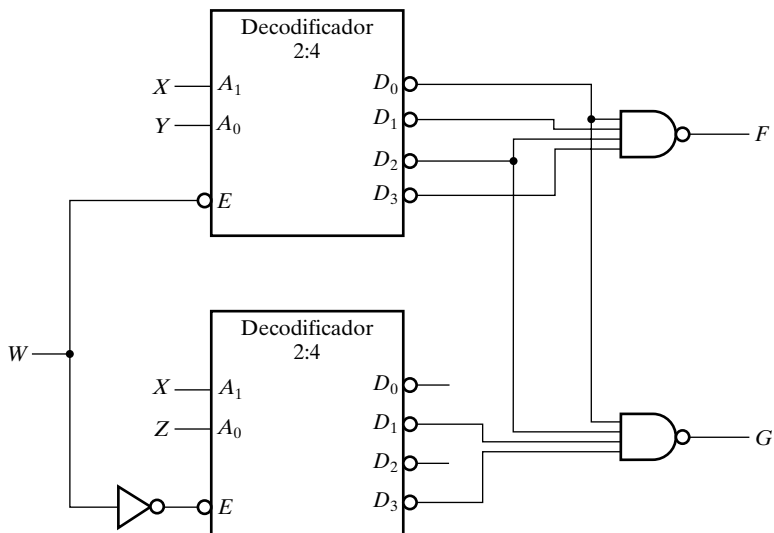 Decodificador
2:4
X
A₁
D₀
Y
A₀
D₁
F
D₂
E
D₃
Decodificador
2:4
W
X
A₁
D₀
Z
A₀
D₁
G
D₂
E
D₃